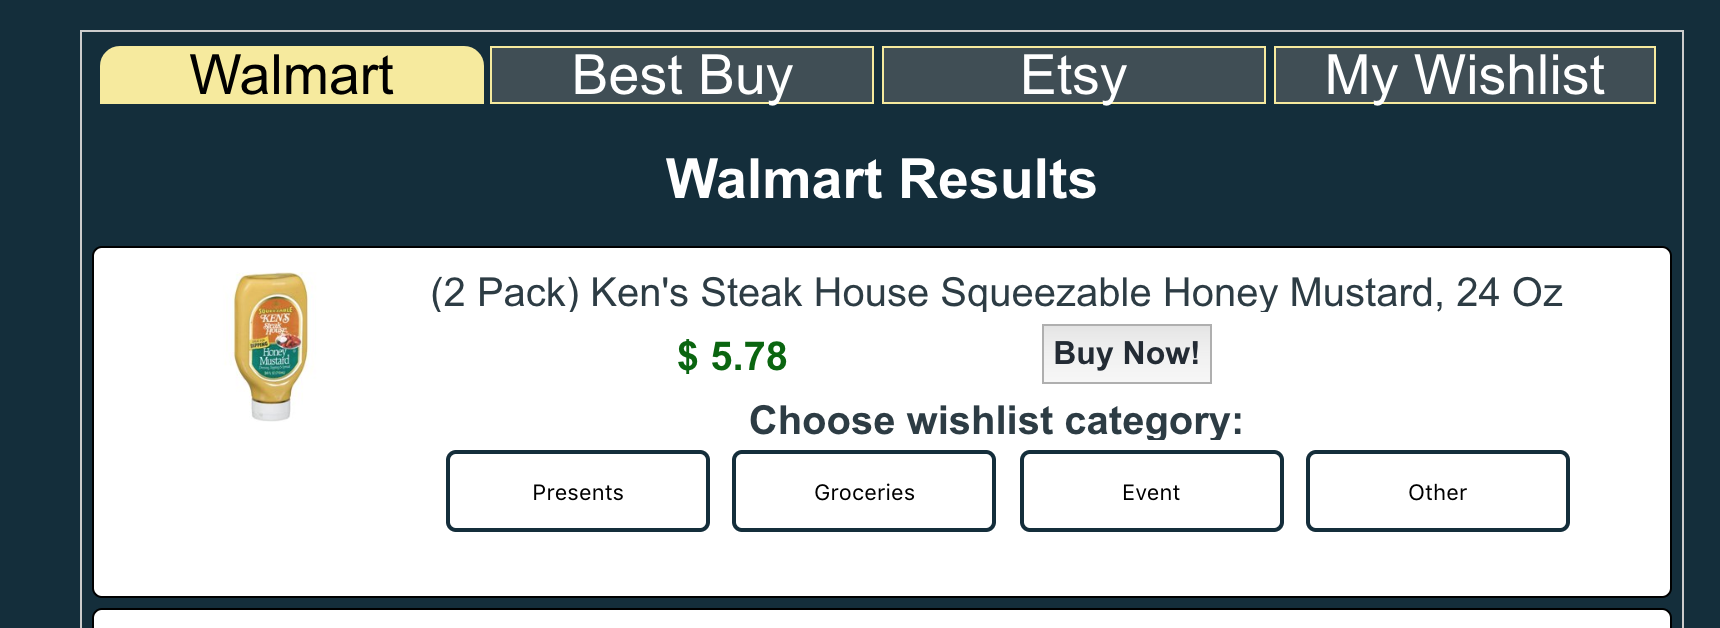 Walmart Best Buy Etsy My Wishlist
Walmart Results
(2 Pack) Ken's Steak House Squeezable Honey Mustard, 24 Oz
KEN'S
Steak
House
Honey
Mustard
$ 5.78 Buy Now!
Choose wishlist category:
Presents Groceries Event Other